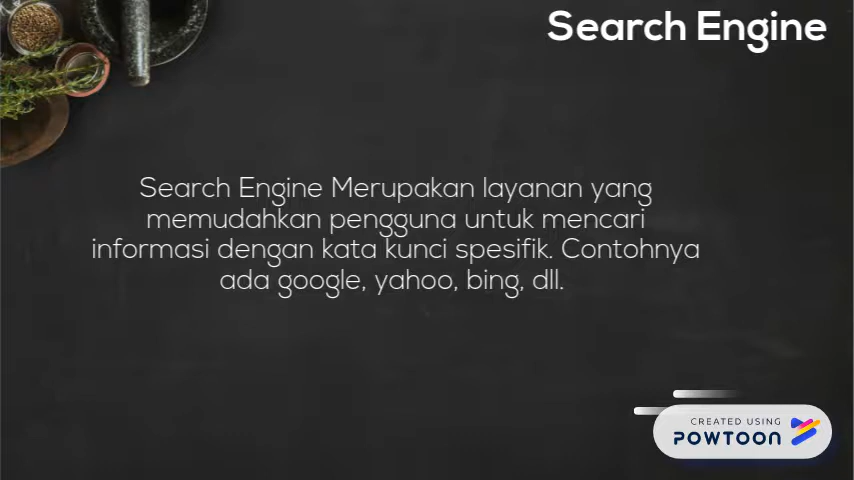 Search Engine
Search Engine Merupakan layanan yang
memudahkan pengguna untuk mencari
informasi dengan kata kunci spesifik. Contohnya
ada google, yahoo, bing, dll.
CREATED USING
POWTOON